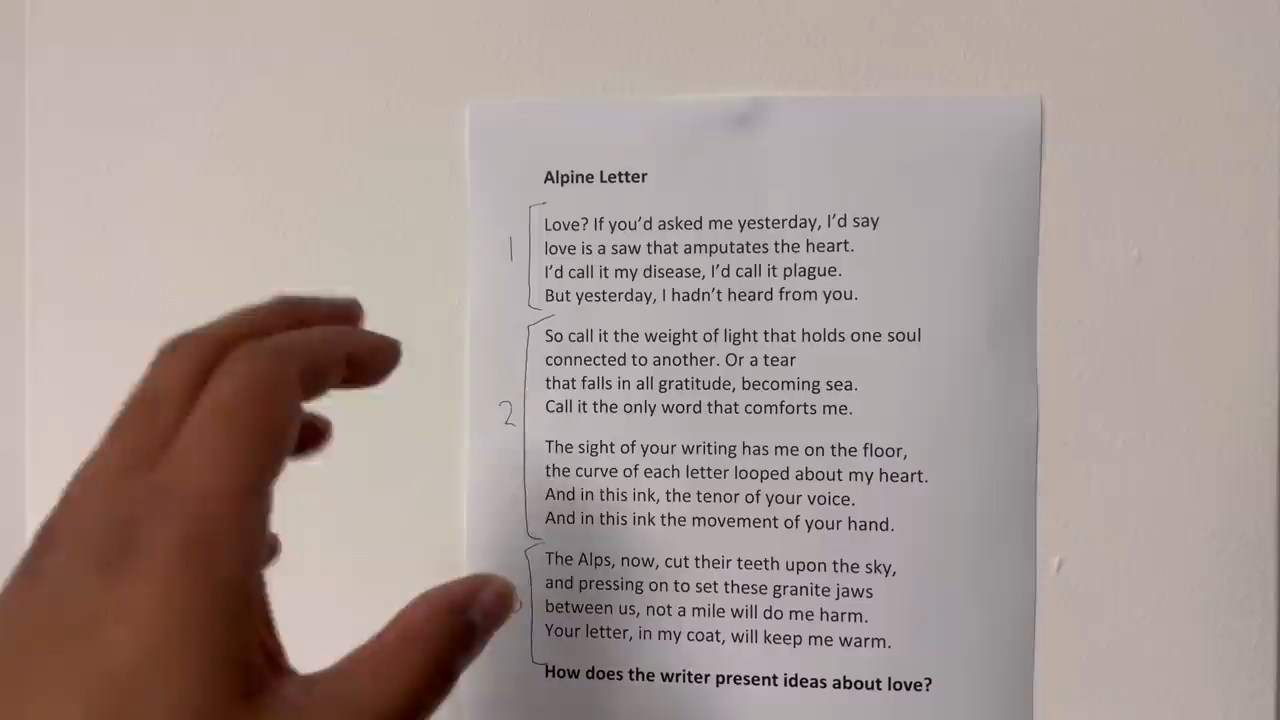 Alpine Letter
1
Love? If you'd asked me yesterday, I'd say
love is a saw that amputates the heart.
I'd call it my disease, I'd call it plague.
But yesterday, I hadn't heard from you.
So call it the weight of light that holds one soul
connected to another. Or a tear
that falls in all gratitude, becoming sea.
2
Call it the only word that comforts me.
The sight of your writing has me on the floor,
the curve of each letter looped about my heart.
And in this ink, the tenor of your voice.
And in this ink the movement of your hand.
The Alps, now, cut their teeth upon the sky,
and pressing on to set these granite jaws
between us, not a mile will do me harm.
Your letter, in my coat, will keep me warm.
How does the writer present ideas about love?